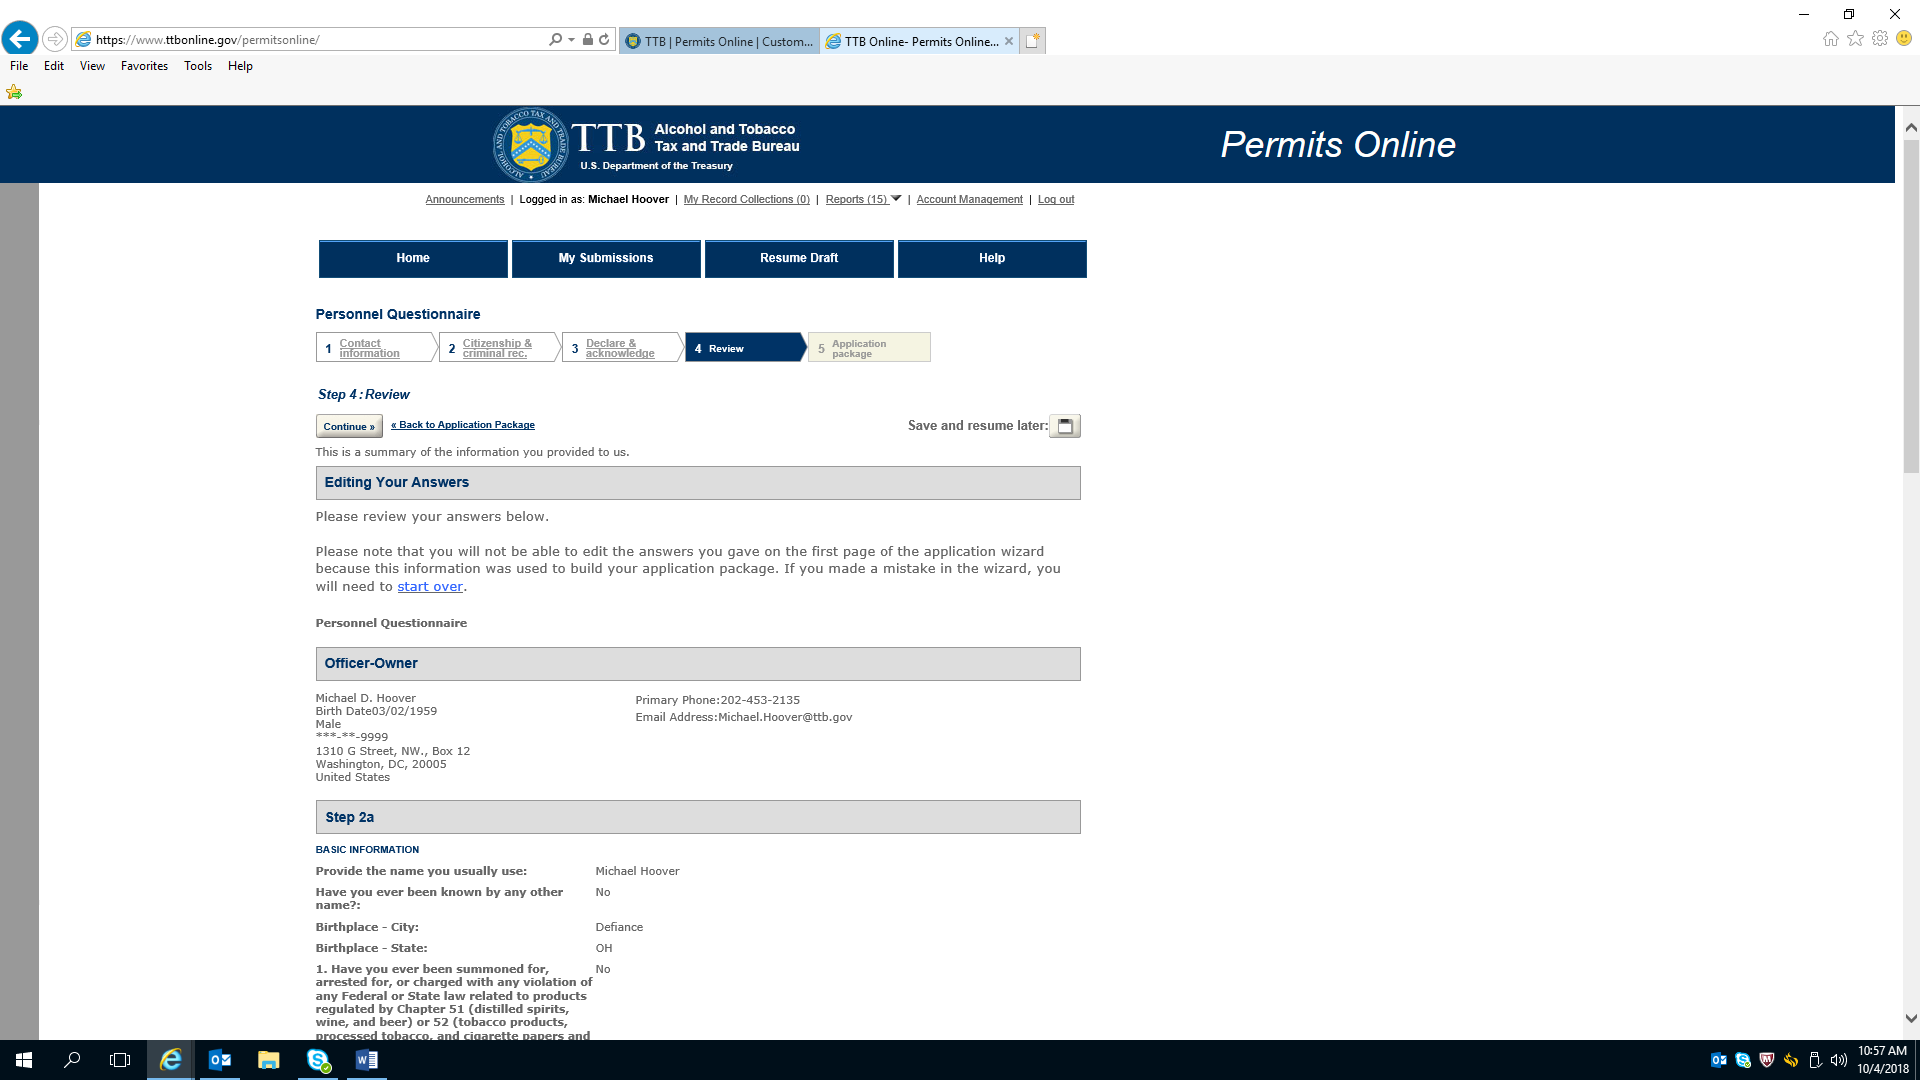 https://www.ttbonline.gov/permitsonline/
TTB | Permits Online | Custom...
TTB Online- Permits Online...
File Edit View Favorites Tools Help
ALCOHOL AND TOBACCO TAX AND TRADE BUREAU
TTB
Alcohol and Tobacco
Tax and Trade Bureau
U.S. Department of the Treasury
Permits Online
Announcements | Logged in as: Michael Hoover | My Record Collections (0) | Reports (15) | Account Management | Log out
Home My Submissions Resume Draft Help
Personnel Questionnaire
1 Contact information
2 Citizenship & criminal rec.
3 Declare & acknowledge
4 Review
5 Application package
Step 4 : Review
Continue » « Back to Application Package Save and resume later:
This is a summary of the information you provided to us.
Editing Your Answers
Please review your answers below.
Please note that you will not be able to edit the answers you gave on the first page of the application wizard
because this information was used to build your application package. If you made a mistake in the wizard, you
will need to start over.
Personnel Questionnaire
Officer-Owner
Michael D. Hoover
Birth Date03/02/1959
Male
***-**-9999
1310 G Street, NW., Box 12
Washington, DC, 20005
United States
Primary Phone:202-453-2135
Email Address:Michael.Hoover@ttb.gov
Step 2a
BASIC INFORMATION
Provide the name you usually use: Michael Hoover
Have you ever been known by any other No
name?:
Birthplace - City: Defiance
Birthplace - State: OH
1. Have you ever been summoned for, No
arrested for, or charged with any violation of
any Federal or State law related to products
regulated by Chapter 51 (distilled spirits,
wine, and beer) or 52 (tobacco products,
processed tobacco, and cigarette papers and
10:57 AM
10/4/2018